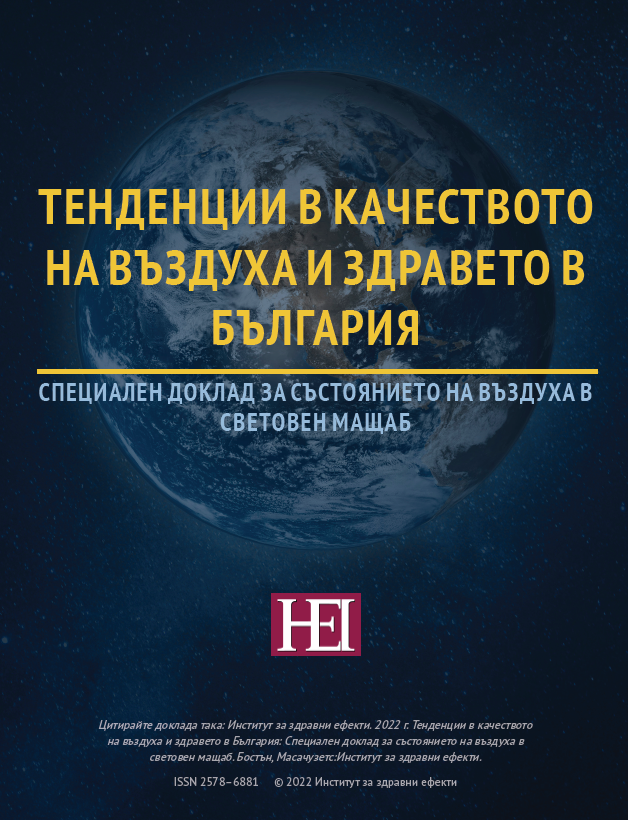 ТЕНДЕНЦИИ В КАЧЕСТВОТО
НА ВЪЗДУХА И ЗДРАВЕТО В
БЪЛГАРИЯ
СПЕЦИАЛЕН ДОКЛАД ЗА СЪСТОЯНИЕТО НА ВЪЗДУХА В
СВЕТОВЕН МАЩАБ
HEI
Цитирайте доклада така: Институт за здравни ефекти. 2022 г. Тенденции в качеството
на въздуха и здравето в България: Специален доклад за състоянието на въздуха в
световен мащаб. Бостън, Масачузетс:Институт за здравни ефекти.
ISSN 2578–6881 © 2022 Институт за здравни ефекти